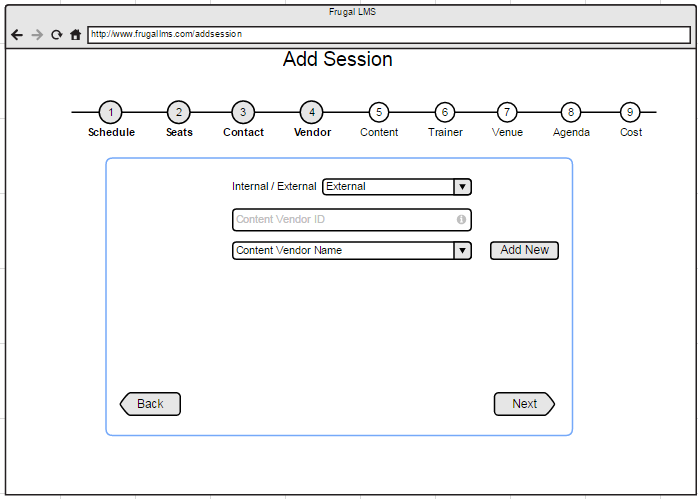 Frugal LMS
http://www.frugallms.com/addsession
Add Session
1 2 3 4 5 6 7 8 9
Schedule Seats Contact Vendor Content Trainer Venue Agenda Cost
Internal / External External
Content Vendor ID
Content Vendor Name Add New
Back Next